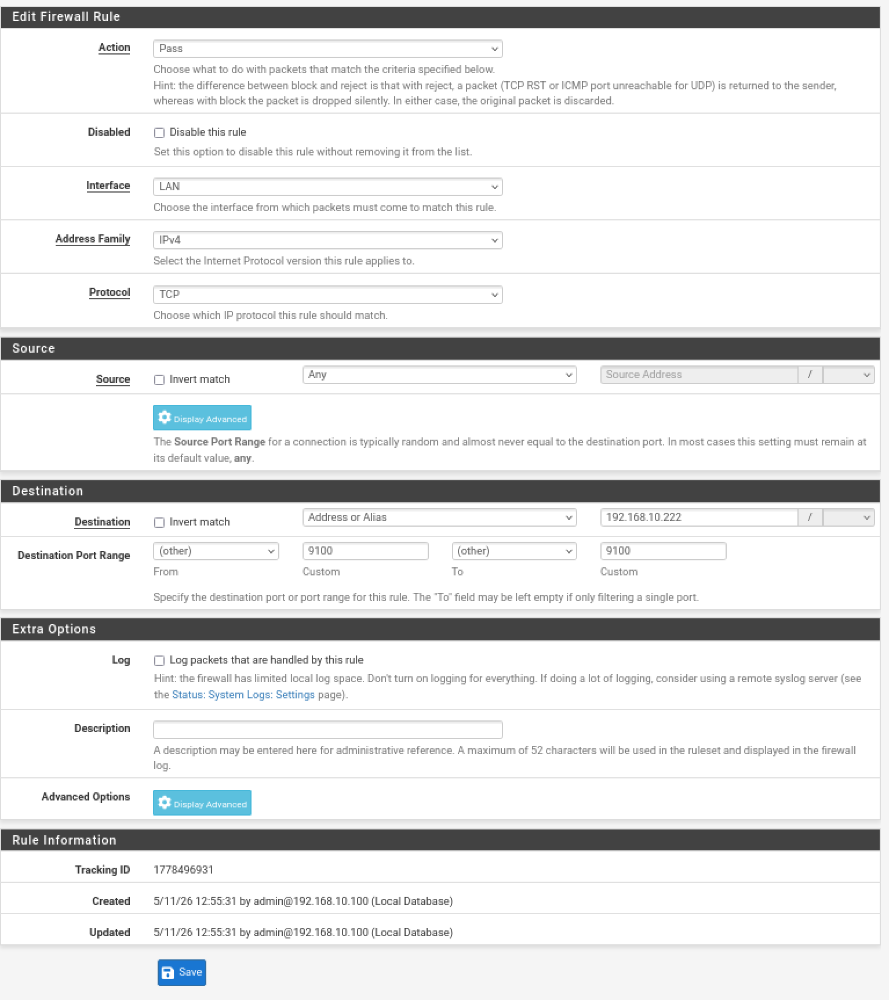 Edit Firewall Rule
Action
Pass
Choose what to do with packets that match the criteria specified below.
Hint: the difference between block and reject is that with reject, a packet (TCP RST or ICMP port unreachable for UDP) is returned to the sender,
whereas with block the packet is dropped silently. In either case, the original packet is discarded.
Disabled
Disable this rule
Set this option to disable this rule without removing it from the list.
Interface
LAN
Choose the interface from which packets must come to match this rule.
Address Family
IPv4
Select the Internet Protocol version this rule applies to.
Protocol
TCP
Choose which IP protocol this rule should match.
Source
Source
Invert match
Any
Source Address
/
Display Advanced
The Source Port Range for a connection is typically random and almost never equal to the destination port. In most cases this setting must remain at
its default value, any.
Destination
Destination
Invert match
Address or Alias
192.168.10.222
/
Destination Port Range
(other)
9100
(other)
9100
From
Custom
To
Custom
Specify the destination port or port range for this rule. The "To" field may be left empty if only filtering a single port.
Extra Options
Log
Log packets that are handled by this rule
Hint: the firewall has limited local log space. Don't turn on logging for everything. If doing a lot of logging, consider using a remote syslog server (see
the Status: System Logs: Settings page).
Description
A description may be entered here for administrative reference. A maximum of 52 characters will be used in the ruleset and displayed in the firewall
log.
Advanced Options
Display Advanced
Rule Information
Tracking ID
1778496931
Created
5/11/26 12:55:31 by admin@192.168.10.100 (Local Database)
Updated
5/11/26 12:55:31 by admin@192.168.10.100 (Local Database)
Save